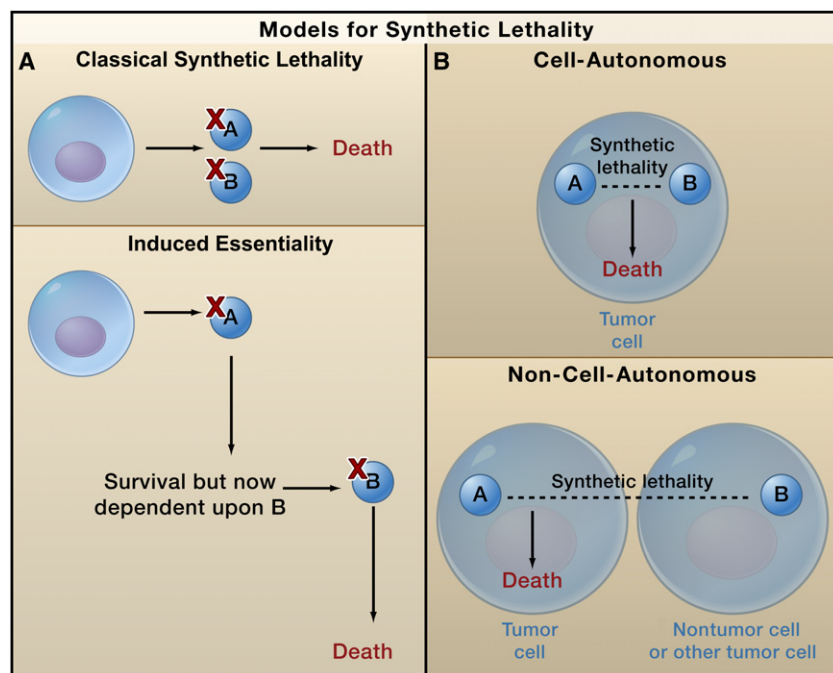 Models for Synthetic Lethality
A
Classical Synthetic Lethality
X A
X B
Death
Induced Essentiality
X A
Survival but now
dependent upon B
X B
Death
B
Cell-Autonomous
Synthetic
lethality
A
B
Death
Tumor
cell
Non-Cell-Autonomous
A
Synthetic lethality
B
Death
Tumor
cell
Nontumor cell
or other tumor cell